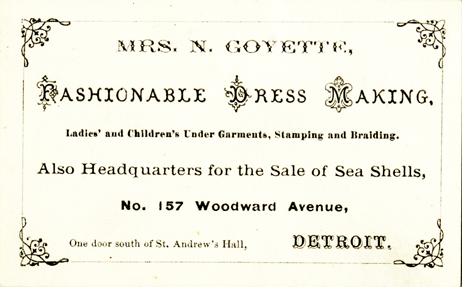 MRS. N. GOYETTE,
FASHIONABLE DRESS MAKING,
Ladies' and Children's Under Garments, Stamping and Braiding.
Also Headquarters for the Sale of Sea Shells,
No. 157 Woodward Avenue,
One door south of St. Andrew's Hall, DETROIT.